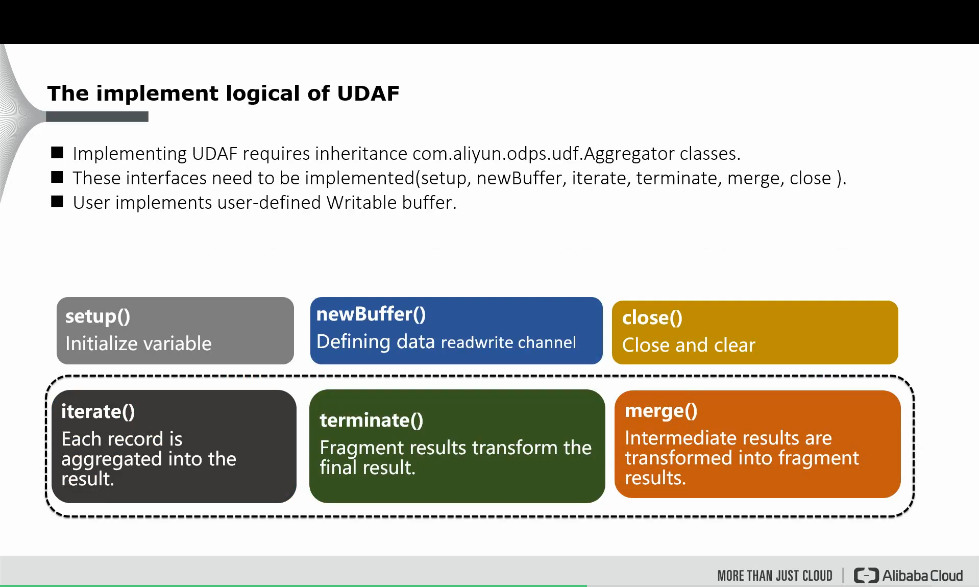 The implement logical of UDAF
Implementing UDAF requires inheritance com.aliyun.odps.udf.Aggregator classes.
These interfaces need to be implemented(setup, newBuffer, iterate, terminate, merge, close ).
User implements user-defined Writable buffer.
setup()
Initialize variable
newBuffer()
Defining data readwrite channel
close()
Close and clear
iterate()
Each record is
aggregated into the
result.
terminate()
Fragment results transform the
final result.
merge()
Intermediate results are
transformed into fragment
results.
MORE THAN JUST CLOUD | Alibaba Cloud